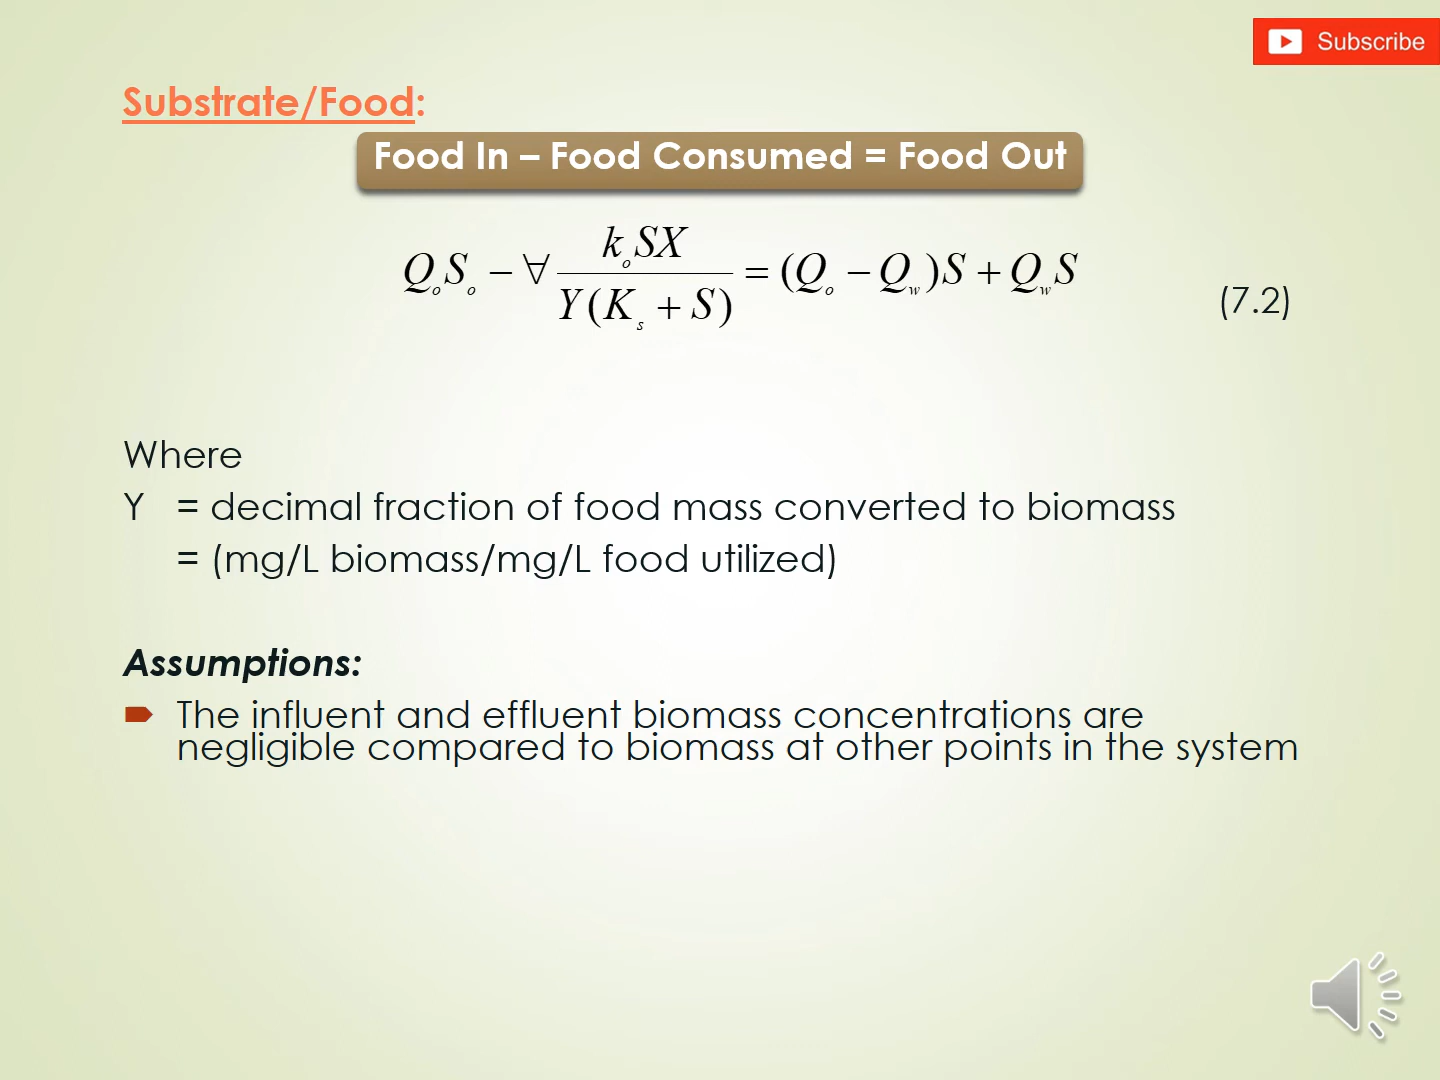 Subscribe
Substrate/Food:
Food In – Food Consumed = Food Out
QₒSₒ − ∀ kₒSX / Y(Kₛ + S) = (Qₒ − Q_w)S + Q_wS
(7.2)
Where
Y = decimal fraction of food mass converted to biomass
= (mg/L biomass/mg/L food utilized)
Assumptions:
The influent and effluent biomass concentrations are
negligible compared to biomass at other points in the system